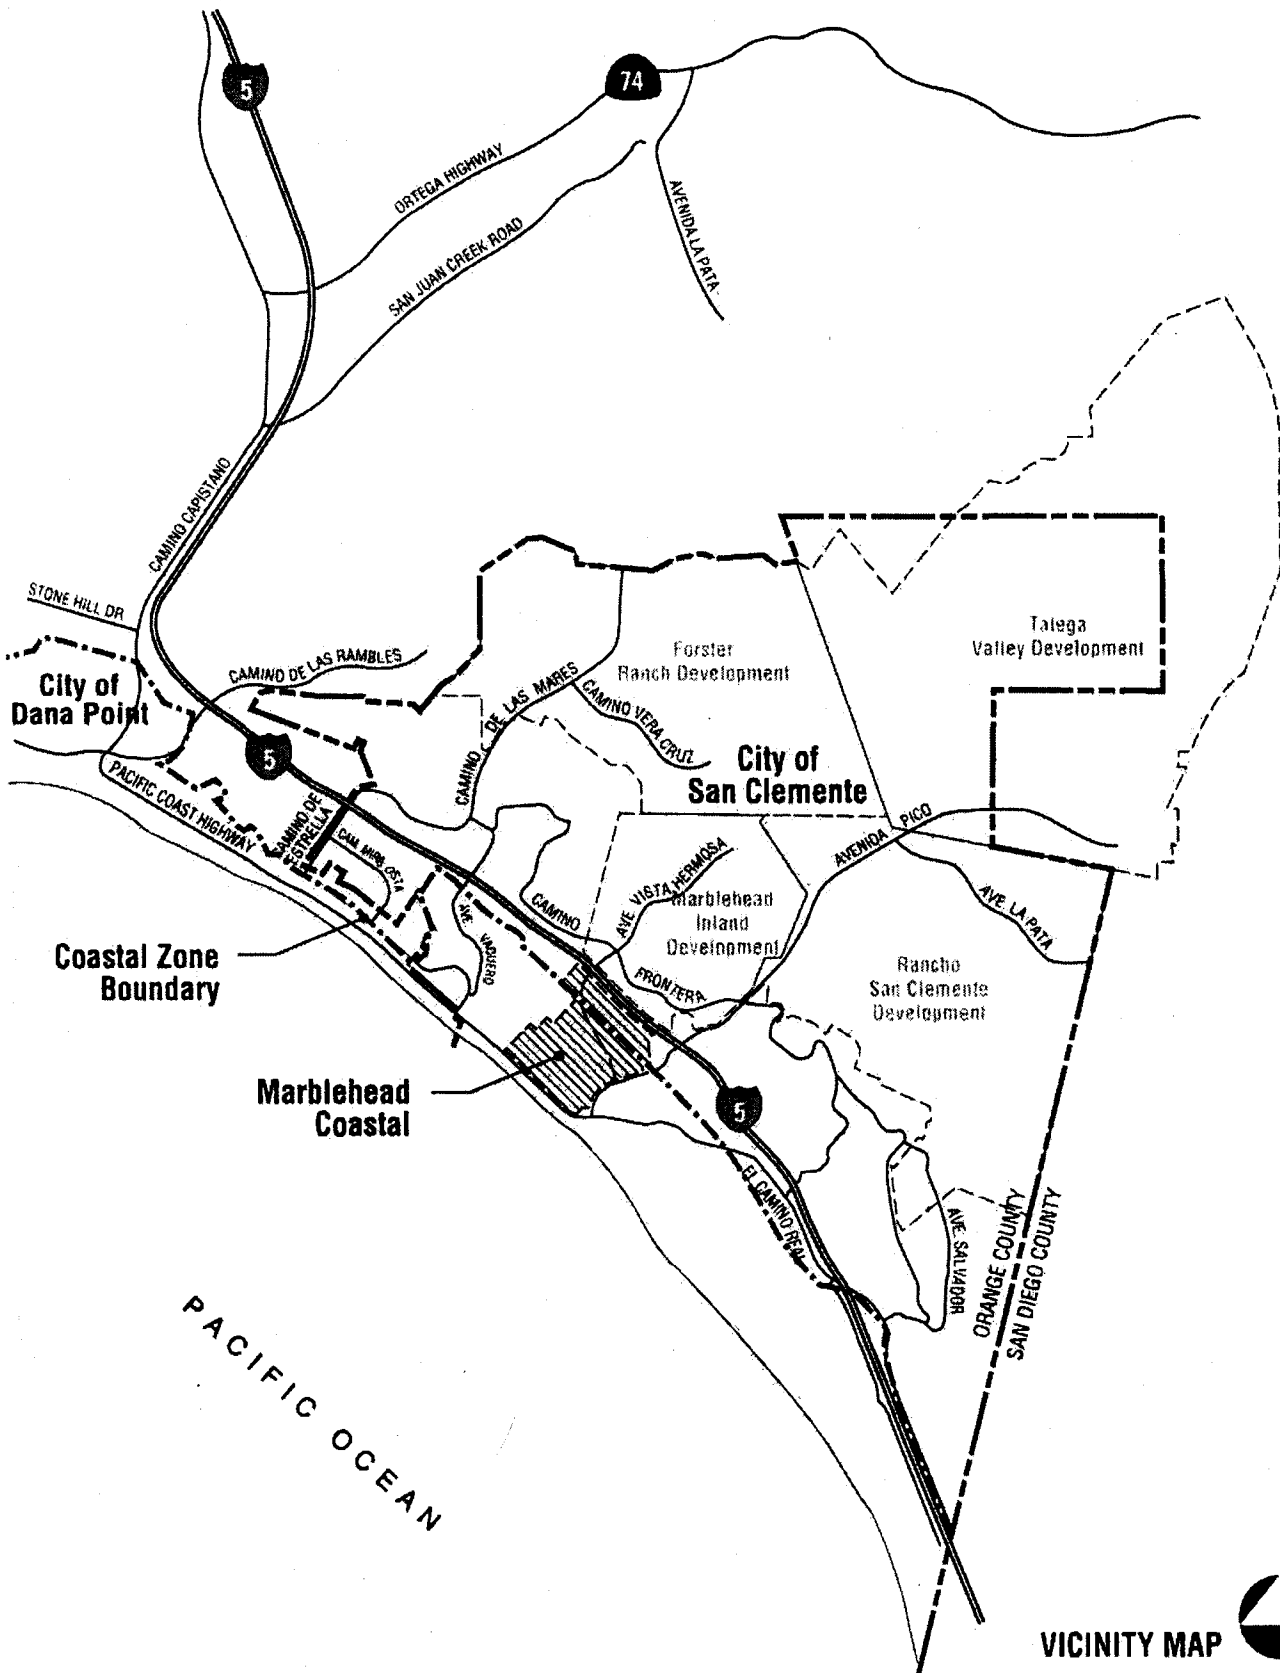 5
74
ORTEGA HIGHWAY
SAN JUAN CREEK ROAD
AVENIDA LA PATA
CAMINO CAPISTANO
STONE HILL DR
CAMINO DE LAS RAMBLES
City of
Dana Point
Forster
Ranch Development
Talega
Valley Development
CAMINO DE LAS MARES
CAMINO VERA CRUZ
City of
San Clemente
5
PACIFIC COAST HIGHWAY
CAMINO DE
ESTRELLA
CAM. MIRA COSTA
AVE. VAQUERO
CAMINO
FRONTERA
AVE VISTA HERMOSA
Marblehead
Inland
Development
AVENIDA PICO
AVE. LA PATA
Rancho
San Clemente
Development
Coastal Zone
Boundary
Marblehead
Coastal
5
EL CAMINO REAL
AVE. SALVADOR
ORANGE COUNTY
SAN DIEGO COUNTY
PACIFIC OCEAN
VICINITY MAP